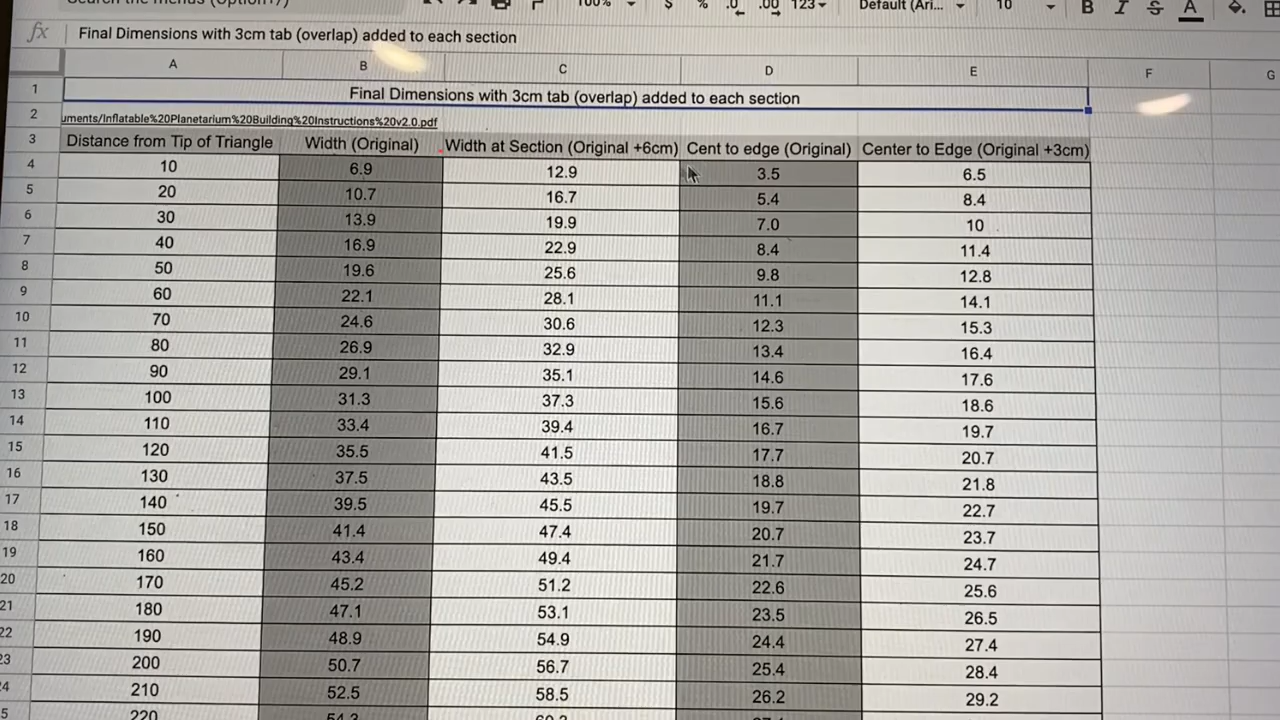 100% $ % .0 .00 123 Default (Ari... 10 B I S A
fx Final Dimensions with 3cm tab (overlap) added to each section
A B C D E F G
1 Final Dimensions with 3cm tab (overlap) added to each section
2 uments/Inflatable%20Planetarium%20Building%20Instructions%20v2.0.pdf
3 Distance from Tip of Triangle Width (Original) Width at Section (Original +6cm) Cent to edge (Original) Center to Edge (Original +3cm)
4 10 6.9 12.9 3.5 6.5
5 20 10.7 16.7 5.4 8.4
6 30 13.9 19.9 7.0 10
7 40 16.9 22.9 8.4 11.4
8 50 19.6 25.6 9.8 12.8
9 60 22.1 28.1 11.1 14.1
10 70 24.6 30.6 12.3 15.3
11 80 26.9 32.9 13.4 16.4
12 90 29.1 35.1 14.6 17.6
13 100 31.3 37.3 15.6 18.6
14 110 33.4 39.4 16.7 19.7
15 120 35.5 41.5 17.7 20.7
16 130 37.5 43.5 18.8 21.8
17 140 39.5 45.5 19.7 22.7
18 150 41.4 47.4 20.7 23.7
19 160 43.4 49.4 21.7 24.7
20 170 45.2 51.2 22.6 25.6
21 180 47.1 53.1 23.5 26.5
22 190 48.9 54.9 24.4 27.4
23 200 50.7 56.7 25.4 28.4
4 210 52.5 58.5 26.2 29.2
5 220